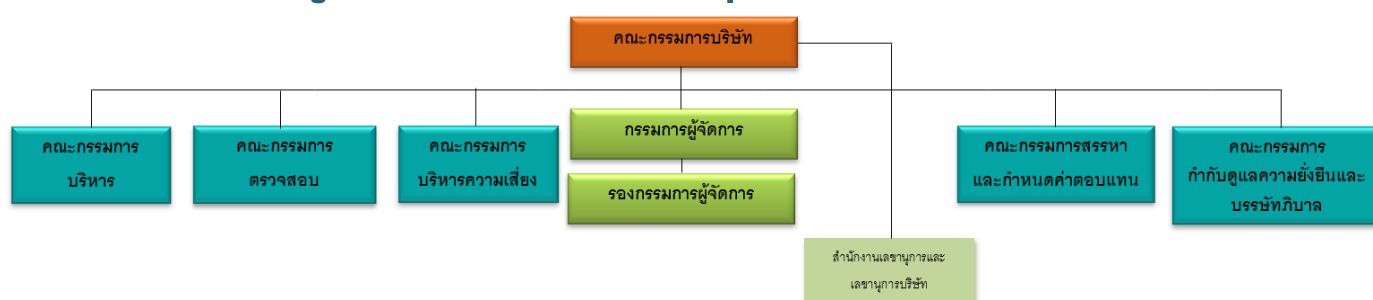 คณะกรรมการบริษัท
คณะกรรมการ
บริหาร
คณะกรรมการ
ตรวจสอบ
คณะกรรมการ
บริหารความเสี่ยง
กรรมการผู้จัดการ
รองกรรมการผู้จัดการ
คณะกรรมการสรรหา
และกำหนดค่าตอบแทน
คณะกรรมการ
กำกับดูแลความยั่งยืนและ
บรรษัทภิบาล
สำนักงานเลขานุการและ
เลขานุการบริษัท